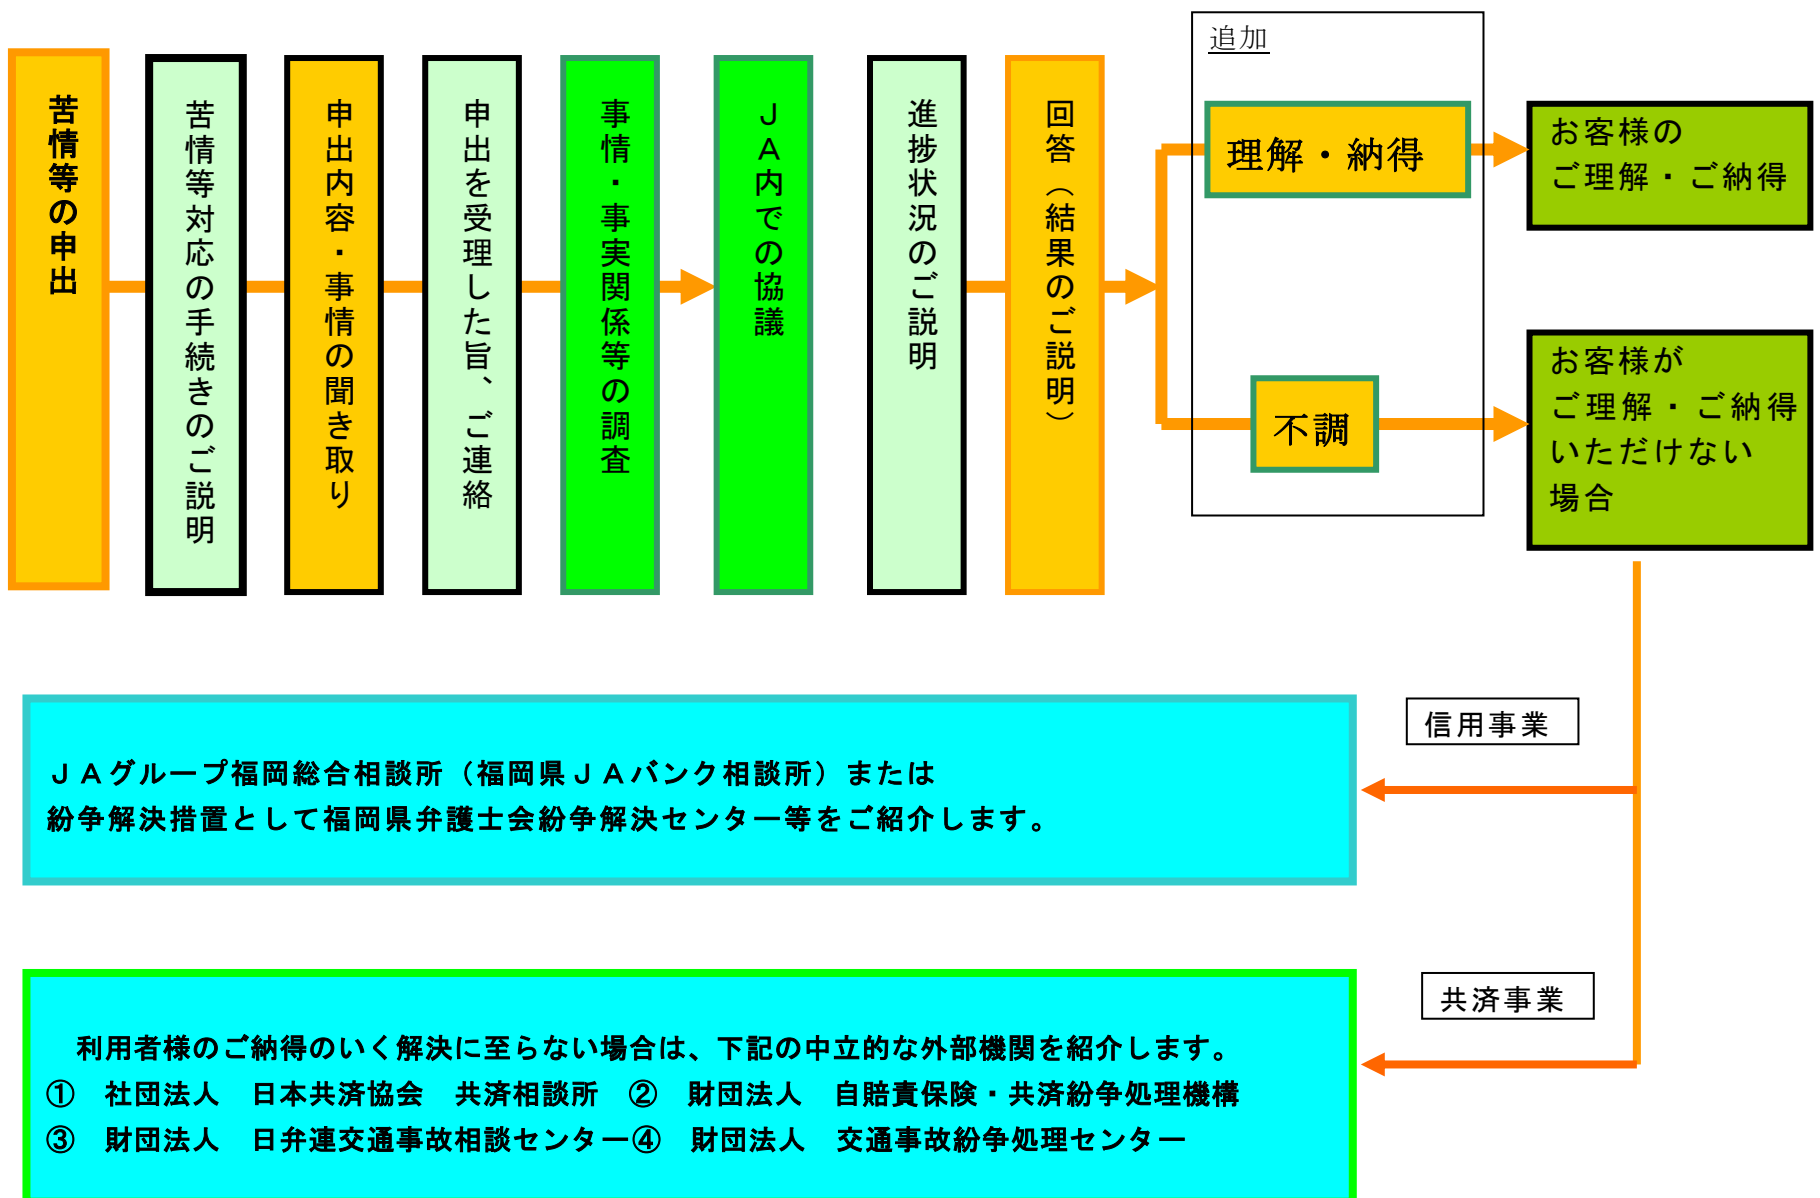 苦情等の申出
苦情等対応の手続きのご説明
申出内容・事情の聞き取り
申出を受理した旨、ご連絡
事情・事実関係等の調査
ＪＡ内での協議
進捗状況のご説明
回答（結果のご説明）
追加
理解・納得
不調
お客様の
ご理解・ご納得
お客様が
ご理解・ご納得
いただけない
場合
信用事業
ＪＡグループ福岡総合相談所（福岡県ＪＡバンク相談所）または
紛争解決措置として福岡県弁護士会紛争解決センター等をご紹介します。
共済事業
利用者様のご納得のいく解決に至らない場合は、下記の中立的な外部機関を紹介します。
①　社団法人　日本共済協会　共済相談所　②　財団法人　自賠責保険・共済紛争処理機構
③　財団法人　日弁連交通事故相談センター④　財団法人　交通事故紛争処理センター